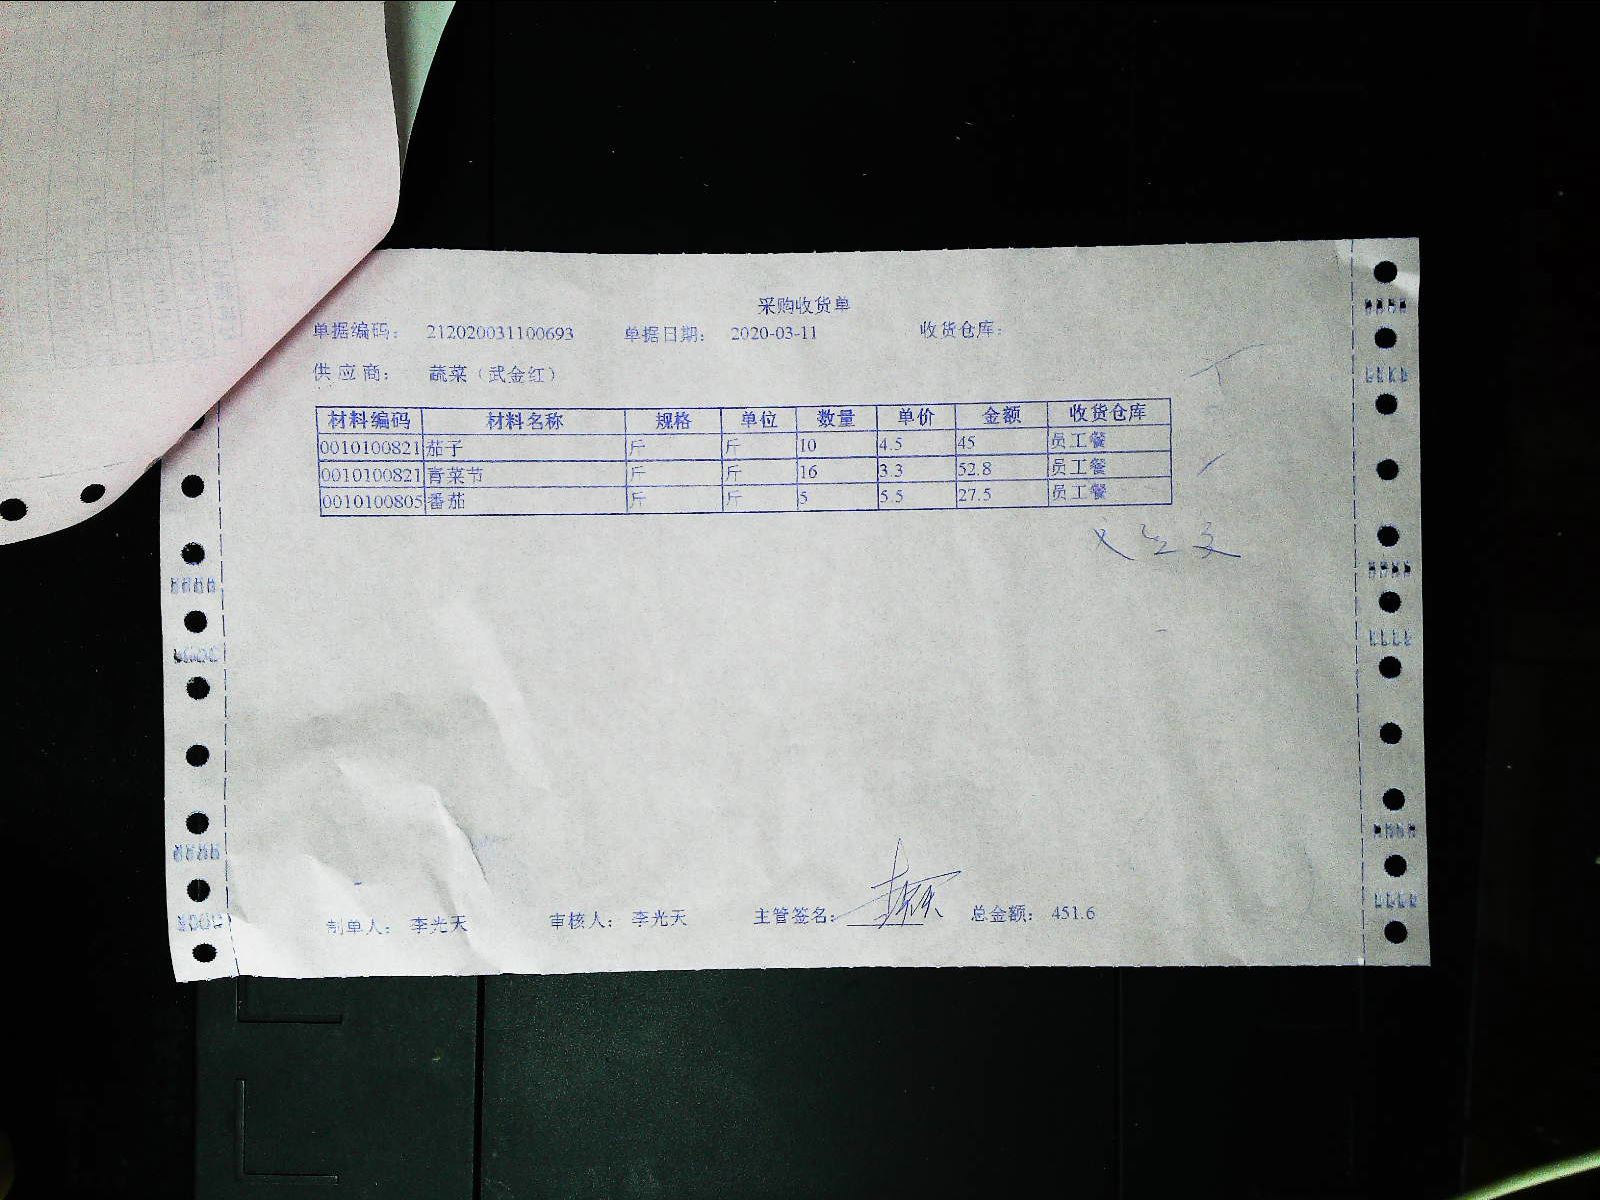 采购收货单
单据编码： 212020031100693 单据日期： 2020-03-11 收货仓库：
供应商： 蔬菜（武金红）
材料编码 材料名称 规格 单位 数量 单价 金额 收货仓库
0010100821 茄子 斤 斤 10 4.5 45 员工餐
0010100821 青菜节 斤 斤 16 3.3 52.8 员工餐
0010100805 番茄 斤 斤 5 5.5 27.5 员工餐
制单人： 李光天 审核人： 李光天 主管签名： 总金额： 451.6